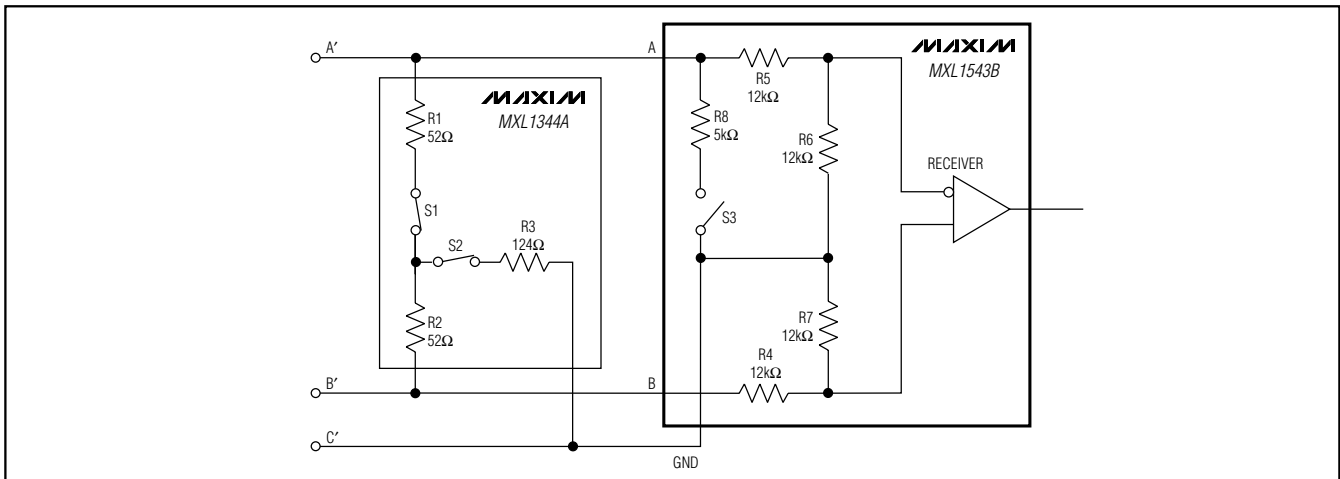 A′
A
MAXIM
MXL1543B
R5
12kΩ
MAXIM
MXL1344A
R1
52Ω
R8
5kΩ
R6
12kΩ
RECEIVER
S1
S3
R3
124Ω
S2
R2
52Ω
R7
12kΩ
R4
12kΩ
B′
B
C′
GND